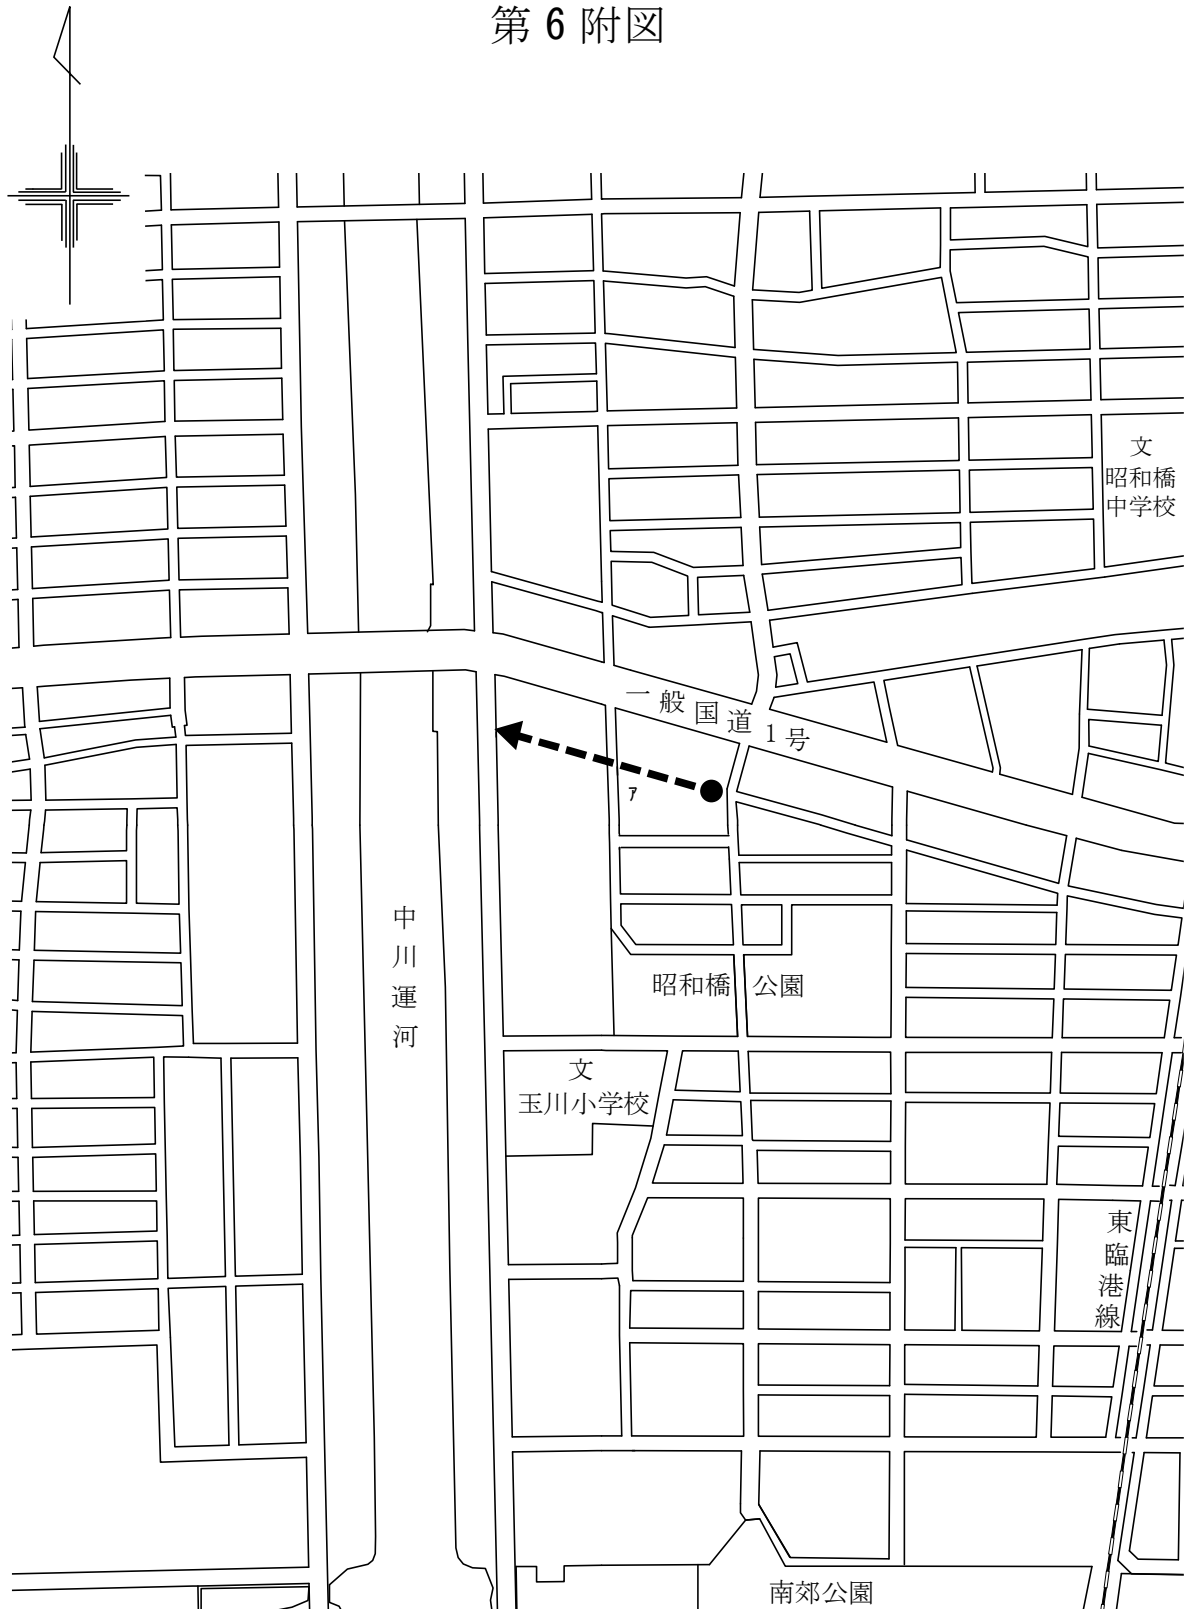 第6附図
文
昭和橋
中学校
一般国道1号
ア
中川運河
昭和橋 公園
文
玉川小学校
東臨港線
南郊公園